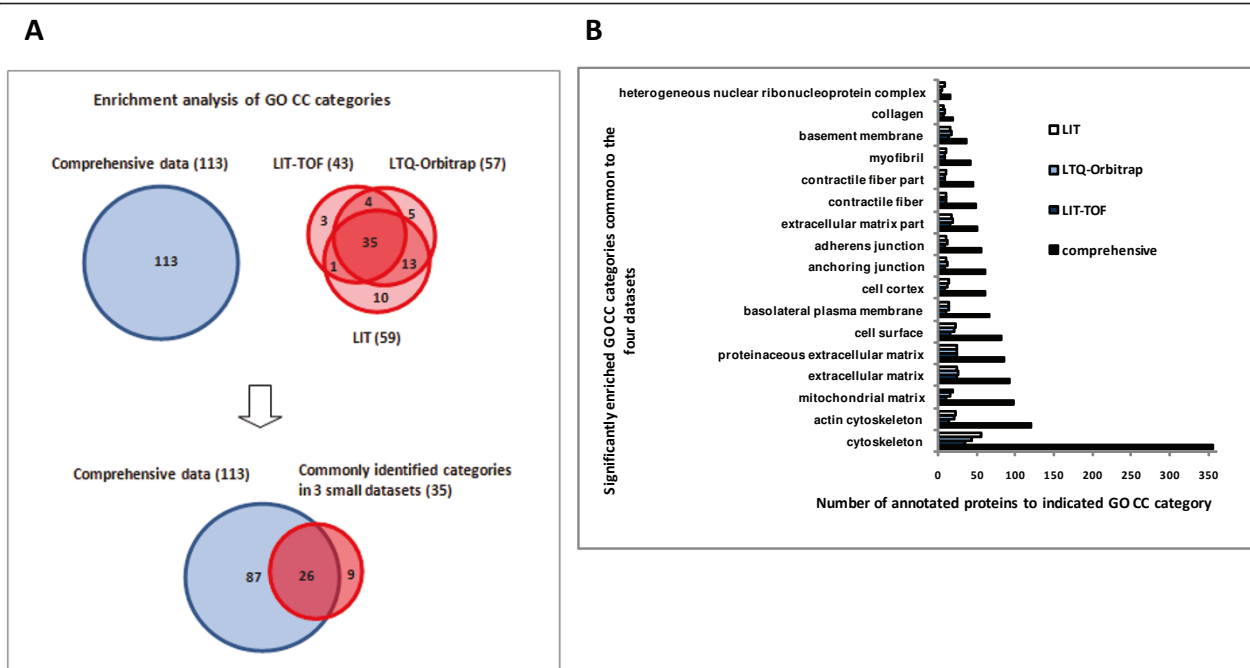 A
Enrichment analysis of GO CC categories
Comprehensive data (113)
LIT-TOF (43)
LTQ-Orbitrap (57)
113
3
4
5
35
1
13
10
LIT (59)
Comprehensive data (113)
Commonly identified categories
in 3 small datasets (35)
87
26
9
B
Significantly enriched GO CC categories common to the
four datasets
heterogeneous nuclear ribonucleoprotein complex
collagen
basement membrane
myofibril
contractile fiber part
contractile fiber
extracellular matrix part
adherens junction
anchoring junction
cell cortex
basolateral plasma membrane
cell surface
proteinaceous extracellular matrix
extracellular matrix
mitochondrial matrix
actin cytoskeleton
cytoskeleton
LIT
LTQ-Orbitrap
LIT-TOF
comprehensive
0 50 100 150 200 250 300 350
Number of annotated proteins to indicated GO CC category